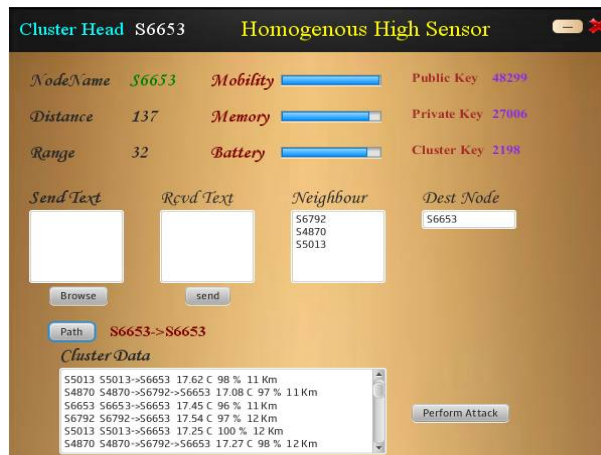 Cluster Head S6653 Homogenous High Sensor
NodeName S6653 Mobility Public Key 48299
Distance 137 Memory Private Key 27006
Range 32 Battery Cluster Key 2198
Send Text Rcvd Text Neighbour Dest Node
S6792 S6653
S4870
S5013
Browse send
Path S6653->S6653
Cluster Data
S5013 S5013->S6653 17.62 C 98 % 11 Km
S4870 S4870->S6792->S6653 17.08 C 97 % 11 Km
S6653 S6653->S6653 17.45 C 96 % 11 Km
S6792 S6792->S6653 17.54 C 97 % 12 Km
S5013 S5013->S6653 17.25 C 100 % 12 Km
S4870 S4870->S6792->S6653 17.27 C 98 % 12 Km
Perform Attack